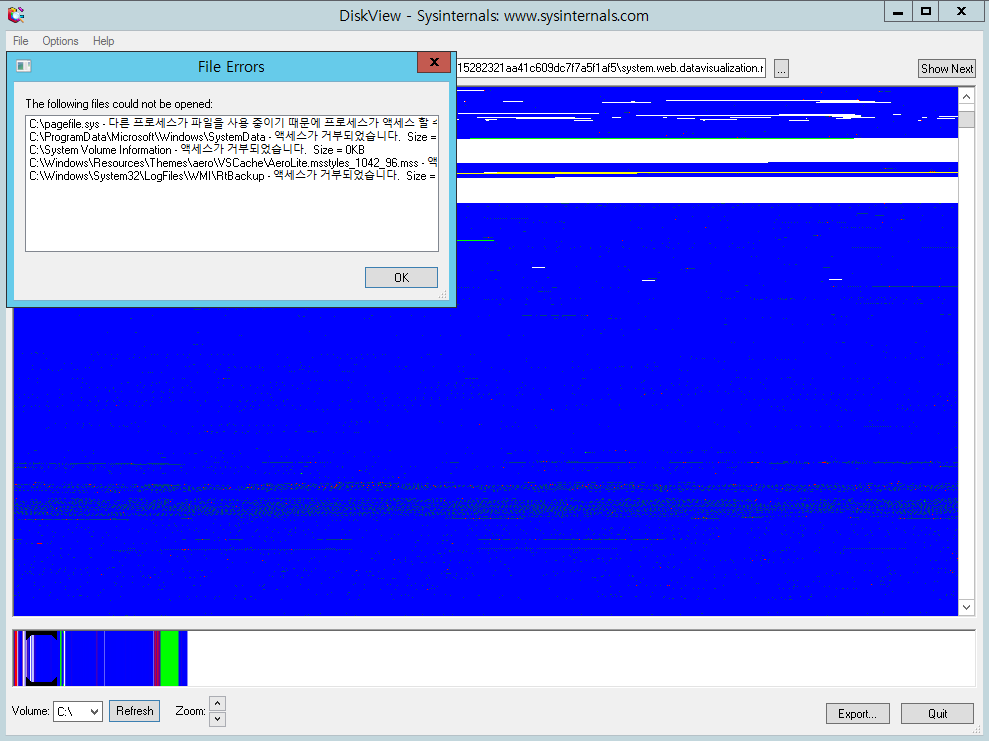 DiskView - Sysinternals: www.sysinternals.com
File Options Help
File Errors
15282321aa41c609dc7f7a5f1af5\system.web.datavisualization.r
...
Show Next
The following files could not be opened:
C:\pagefile.sys - 다른 프로세스가 파일을 사용 중이기 때문에 프로세스가 액세스 할
C:\ProgramData\Microsoft\Windows\SystemData - 액세스가 거부되었습니다. Size =
C:\System Volume Information - 액세스가 거부되었습니다. Size = 0KB
C:\Windows\Resources\Themes\aero\VSCache\AeroLite.msstyles_1042_96.mss - 액
C:\Windows\System32\LogFiles\WMI\RtBackup - 액세스가 거부되었습니다. Size =
OK
Volume: C:\ Refresh Zoom: Export... Quit